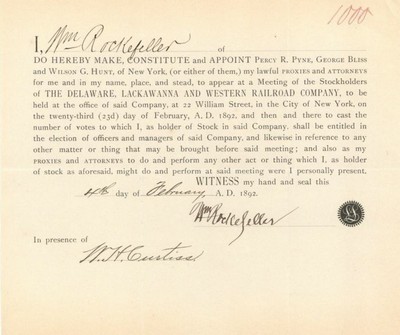 1000
I, Wm Rockefeller of
DO HEREBY MAKE, CONSTITUTE and APPOINT PERCY R. PYNE, GEORGE BLISS
and WILSON G. HUNT, of New York, (or either of them,) my lawful PROXIES and ATTORNEYS
for me and in my name, place, and stead, to appear at a Meeting of the Stockholders
of THE DELAWARE, LACKAWANNA AND WESTERN RAILROAD COMPANY, to
be held at the office of said Company, at 22 William Street, in the City of New York, on
the twenty-third (23d) day of February, A. D. 1892, and then and there to cast the
number of votes to which I, as holder of Stock in said Company. shall be entitled in
the election of officers and managers of said Company, and likewise in reference to any
other matter or thing that may be brought before said meeting; and also as my
PROXIES and ATTORNEYS to do and perform any other act or thing which I, as holder
of stock as aforesaid, might do and perform at said meeting were I personally present.
WITNESS my hand and seal this
4th day of February A. D. 1892.
Wm Rockefeller
In presence of
W. H. Curtiss